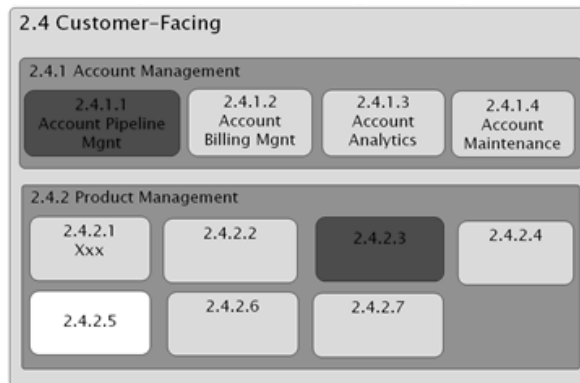 2.4 Customer-Facing
2.4.1 Account Management
2.4.1.1
Account Pipeline
Mgnt
2.4.1.2
Account
Billing Mgnt
2.4.1.3
Account
Analytics
2.4.1.4
Account
Maintenance
2.4.2 Product Management
2.4.2.1
Xxx
2.4.2.2
2.4.2.3
2.4.2.4
2.4.2.5
2.4.2.6
2.4.2.7